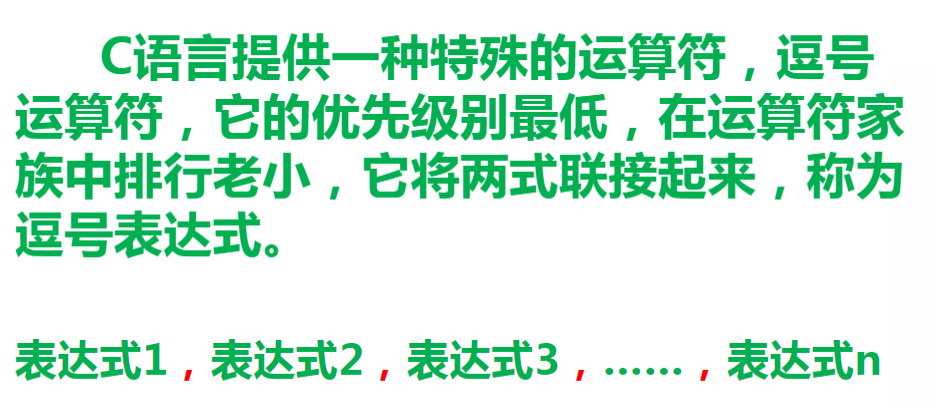 C语言提供一种特殊的运算符，逗号
运算符，它的优先级别最低，在运算符家
族中排行老小，它将两式联接起来，称为
逗号表达式。
表达式1，表达式2，表达式3，……，表达式n